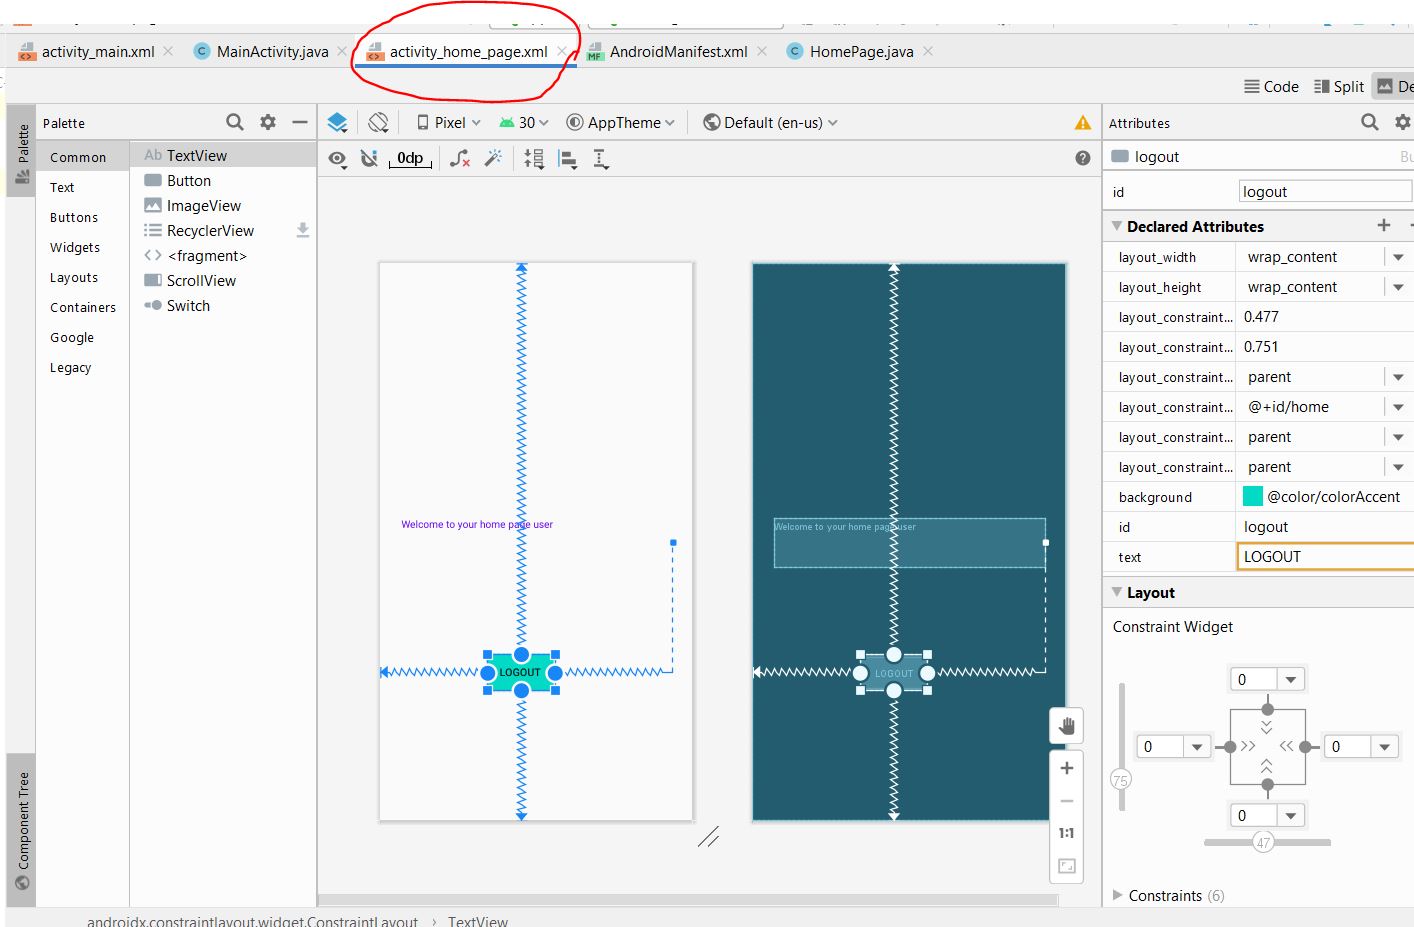 activity_main.xml
MainActivity.java
activity_home_page.xml
AndroidManifest.xml
HomePage.java
Code
Split
De
Palette
Pixel
30
AppTheme
Default (en-us)
Attributes
Palette
Common
Text
Buttons
Widgets
Layouts
Containers
Google
Legacy
Ab TextView
Button
ImageView
RecyclerView
<fragment>
ScrollView
Switch
0dp
Welcome to your home page user
LOGOUT
Welcome to your home page user
LOGOUT
1:1
logout
Bu
id logout
Declared Attributes
layout_width wrap_content
layout_height wrap_content
layout_constraint... 0.477
layout_constraint... 0.751
layout_constraint... parent
layout_constraint... @+id/home
layout_constraint... parent
layout_constraint... parent
background @color/colorAccent
id logout
text LOGOUT
Layout
Constraint Widget
0
0
0
75
0
47
Constraints (6)
Component Tree
androidx.constraintlayout.widget.ConstraintLayout › TextView